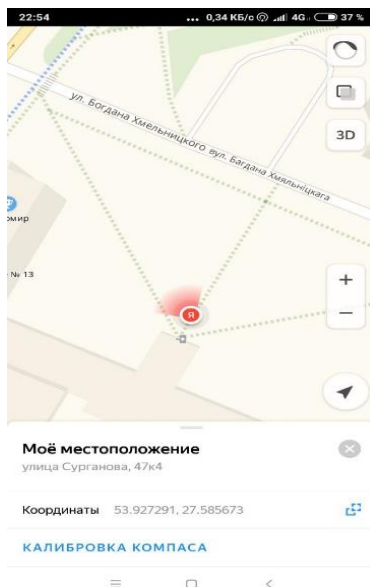 22:54
... 0,34 КБ/с 4G 37 %
ул. Богдана Хмельницкого вул. Багдана Хмяльніцкага
3D
омир
№ 13
+
−
Я
Моё местоположение
улица Сурганова, 47к4
Координаты 53.927291, 27.585673
КАЛИБРОВКА КОМПАСА